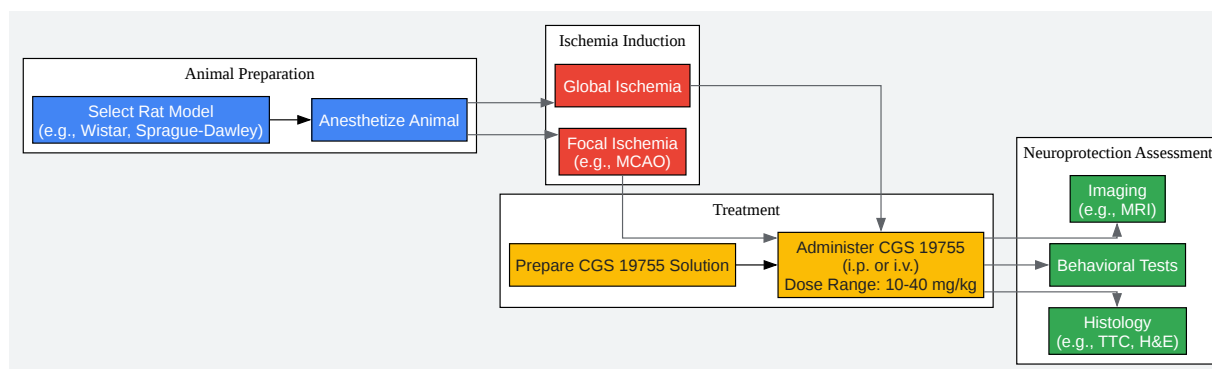 Animal Preparation
Select Rat Model
(e.g., Wistar, Sprague-Dawley)
Anesthetize Animal
Ischemia Induction
Global Ischemia
Focal Ischemia
(e.g., MCAO)
Treatment
Prepare CGS 19755 Solution
Administer CGS 19755
(i.p. or i.v.)
Dose Range: 10-40 mg/kg
Neuroprotection Assessment
Imaging
(e.g., MRI)
Behavioral Tests
Histology
(e.g., TTC, H&E)